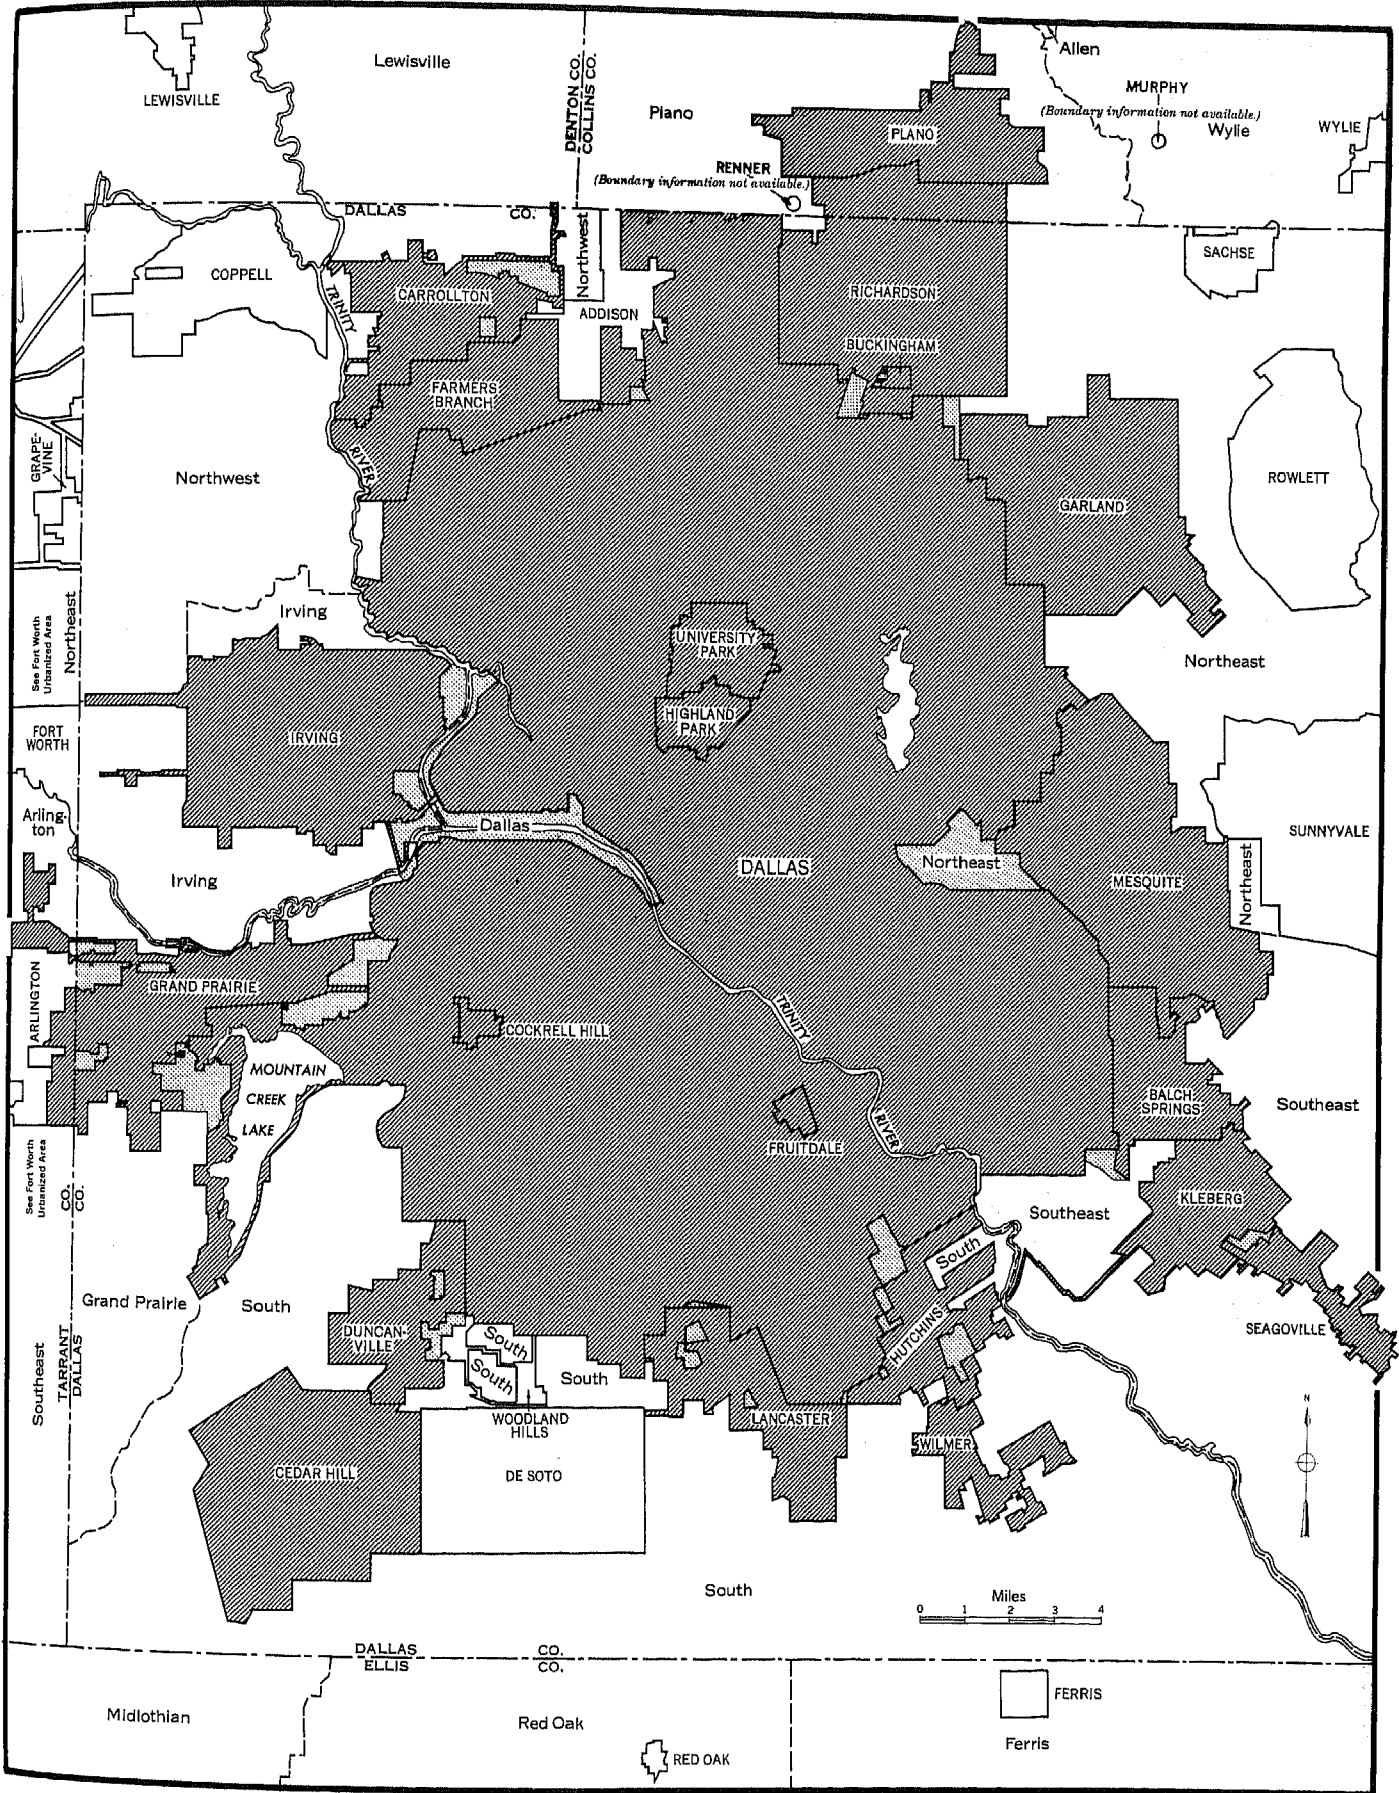 Lewisville
LEWISVILLE
DENTON CO.
COLLINS CO.
Plano
PLANO
Allen
MURPHY
(Boundary information not available.)
Wylie
WYLIE
RENNER
(Boundary information not available.)
DALLAS CO.
Northwest
SACHSE
COPPELL
TRINITY
CARROLLTON
ADDISON
RICHARDSON
BUCKINGHAM
FARMERS
BRANCH
RIVER
GRAPE-
VINE
Northwest
GARLAND
ROWLETT
Irving
See Fort Worth
Urbanized Area
Northeast
UNIVERSITY
PARK
Northeast
HIGHLAND
PARK
FORT
WORTH
IRVING
Arling-
ton
Dallas
SUNNYVALE
Northeast
DALLAS
Irving
MESQUITE
Northeast
ARLINGTON
GRAND PRAIRIE
COCKRELL HILL
TRINITY
MOUNTAIN
CREEK
LAKE
BALCH
SPRINGS
Southeast
FRUITDALE
RIVER
See Fort Worth
Urbanized Area
CO.
CO.
KLEBERG
Southeast
South
Grand Prairie
South
HUTCHINS
SEAGOVILLE
DUNCAN-
VILLE
South
South
South
Southeast
TARRANT
DALLAS
WOODLAND
HILLS
LANCASTER
WILMER
N
CEDAR HILL
DE SOTO
South
Miles
0 1 2 3 4
DALLAS CO.
ELLIS CO.
Midlothian
Red Oak
RED OAK
FERRIS
Ferris